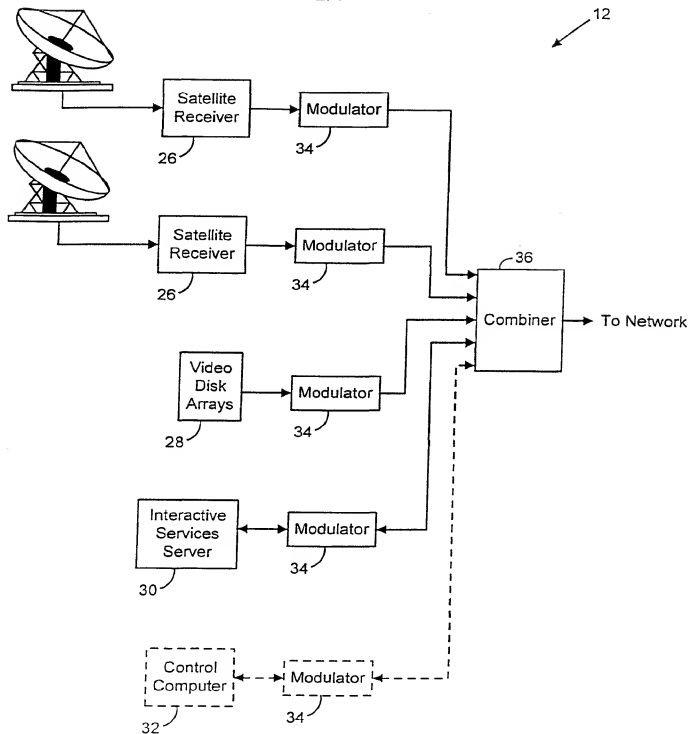 12
Satellite
Receiver
26
Modulator
34
Satellite
Receiver
26
Modulator
34
36
Combiner
To Network
Video
Disk
Arrays
28
Modulator
34
Interactive
Services
Server
30
Modulator
34
Control
Computer
32
Modulator
34